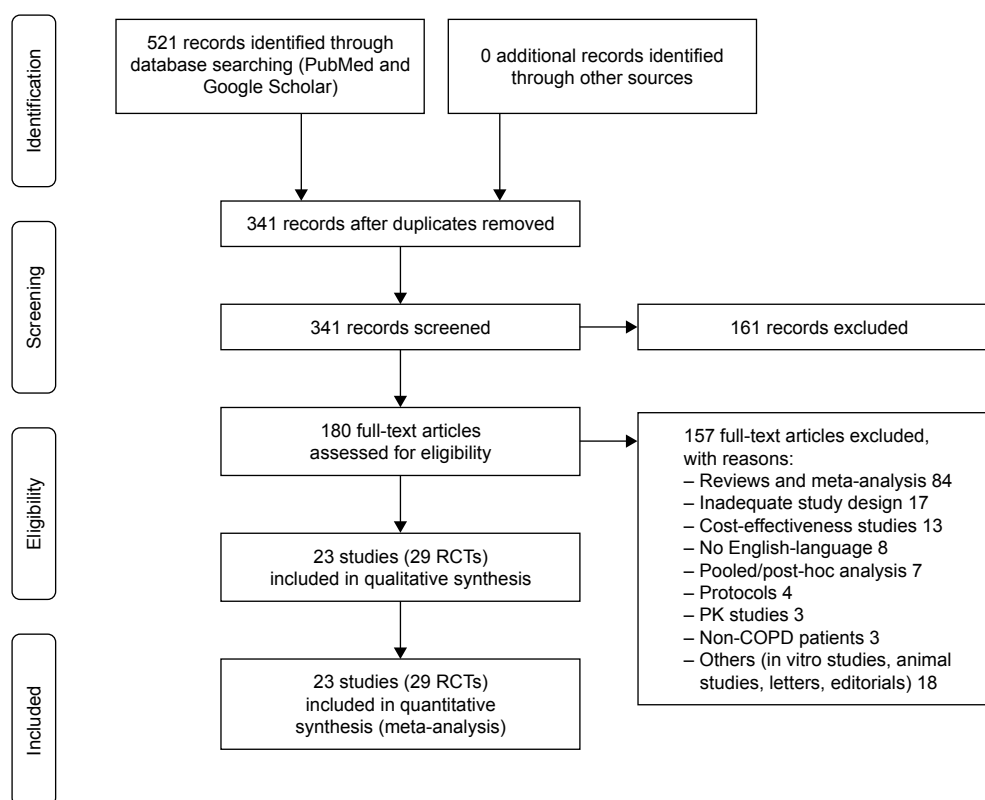 Identification
521 records identified through
database searching (PubMed and
Google Scholar)
0 additional records identified
through other sources
341 records after duplicates removed
Screening
341 records screened
161 records excluded
Eligibility
180 full-text articles
assessed for eligibility
157 full-text articles excluded,
with reasons:
– Reviews and meta-analysis 84
– Inadequate study design 17
– Cost-effectiveness studies 13
– No English-language 8
– Pooled/post-hoc analysis 7
– Protocols 4
– PK studies 3
– Non-COPD patients 3
– Others (in vitro studies, animal
studies, letters, editorials) 18
23 studies (29 RCTs)
included in qualitative synthesis
Included
23 studies (29 RCTs)
included in quantitative
synthesis (meta-analysis)